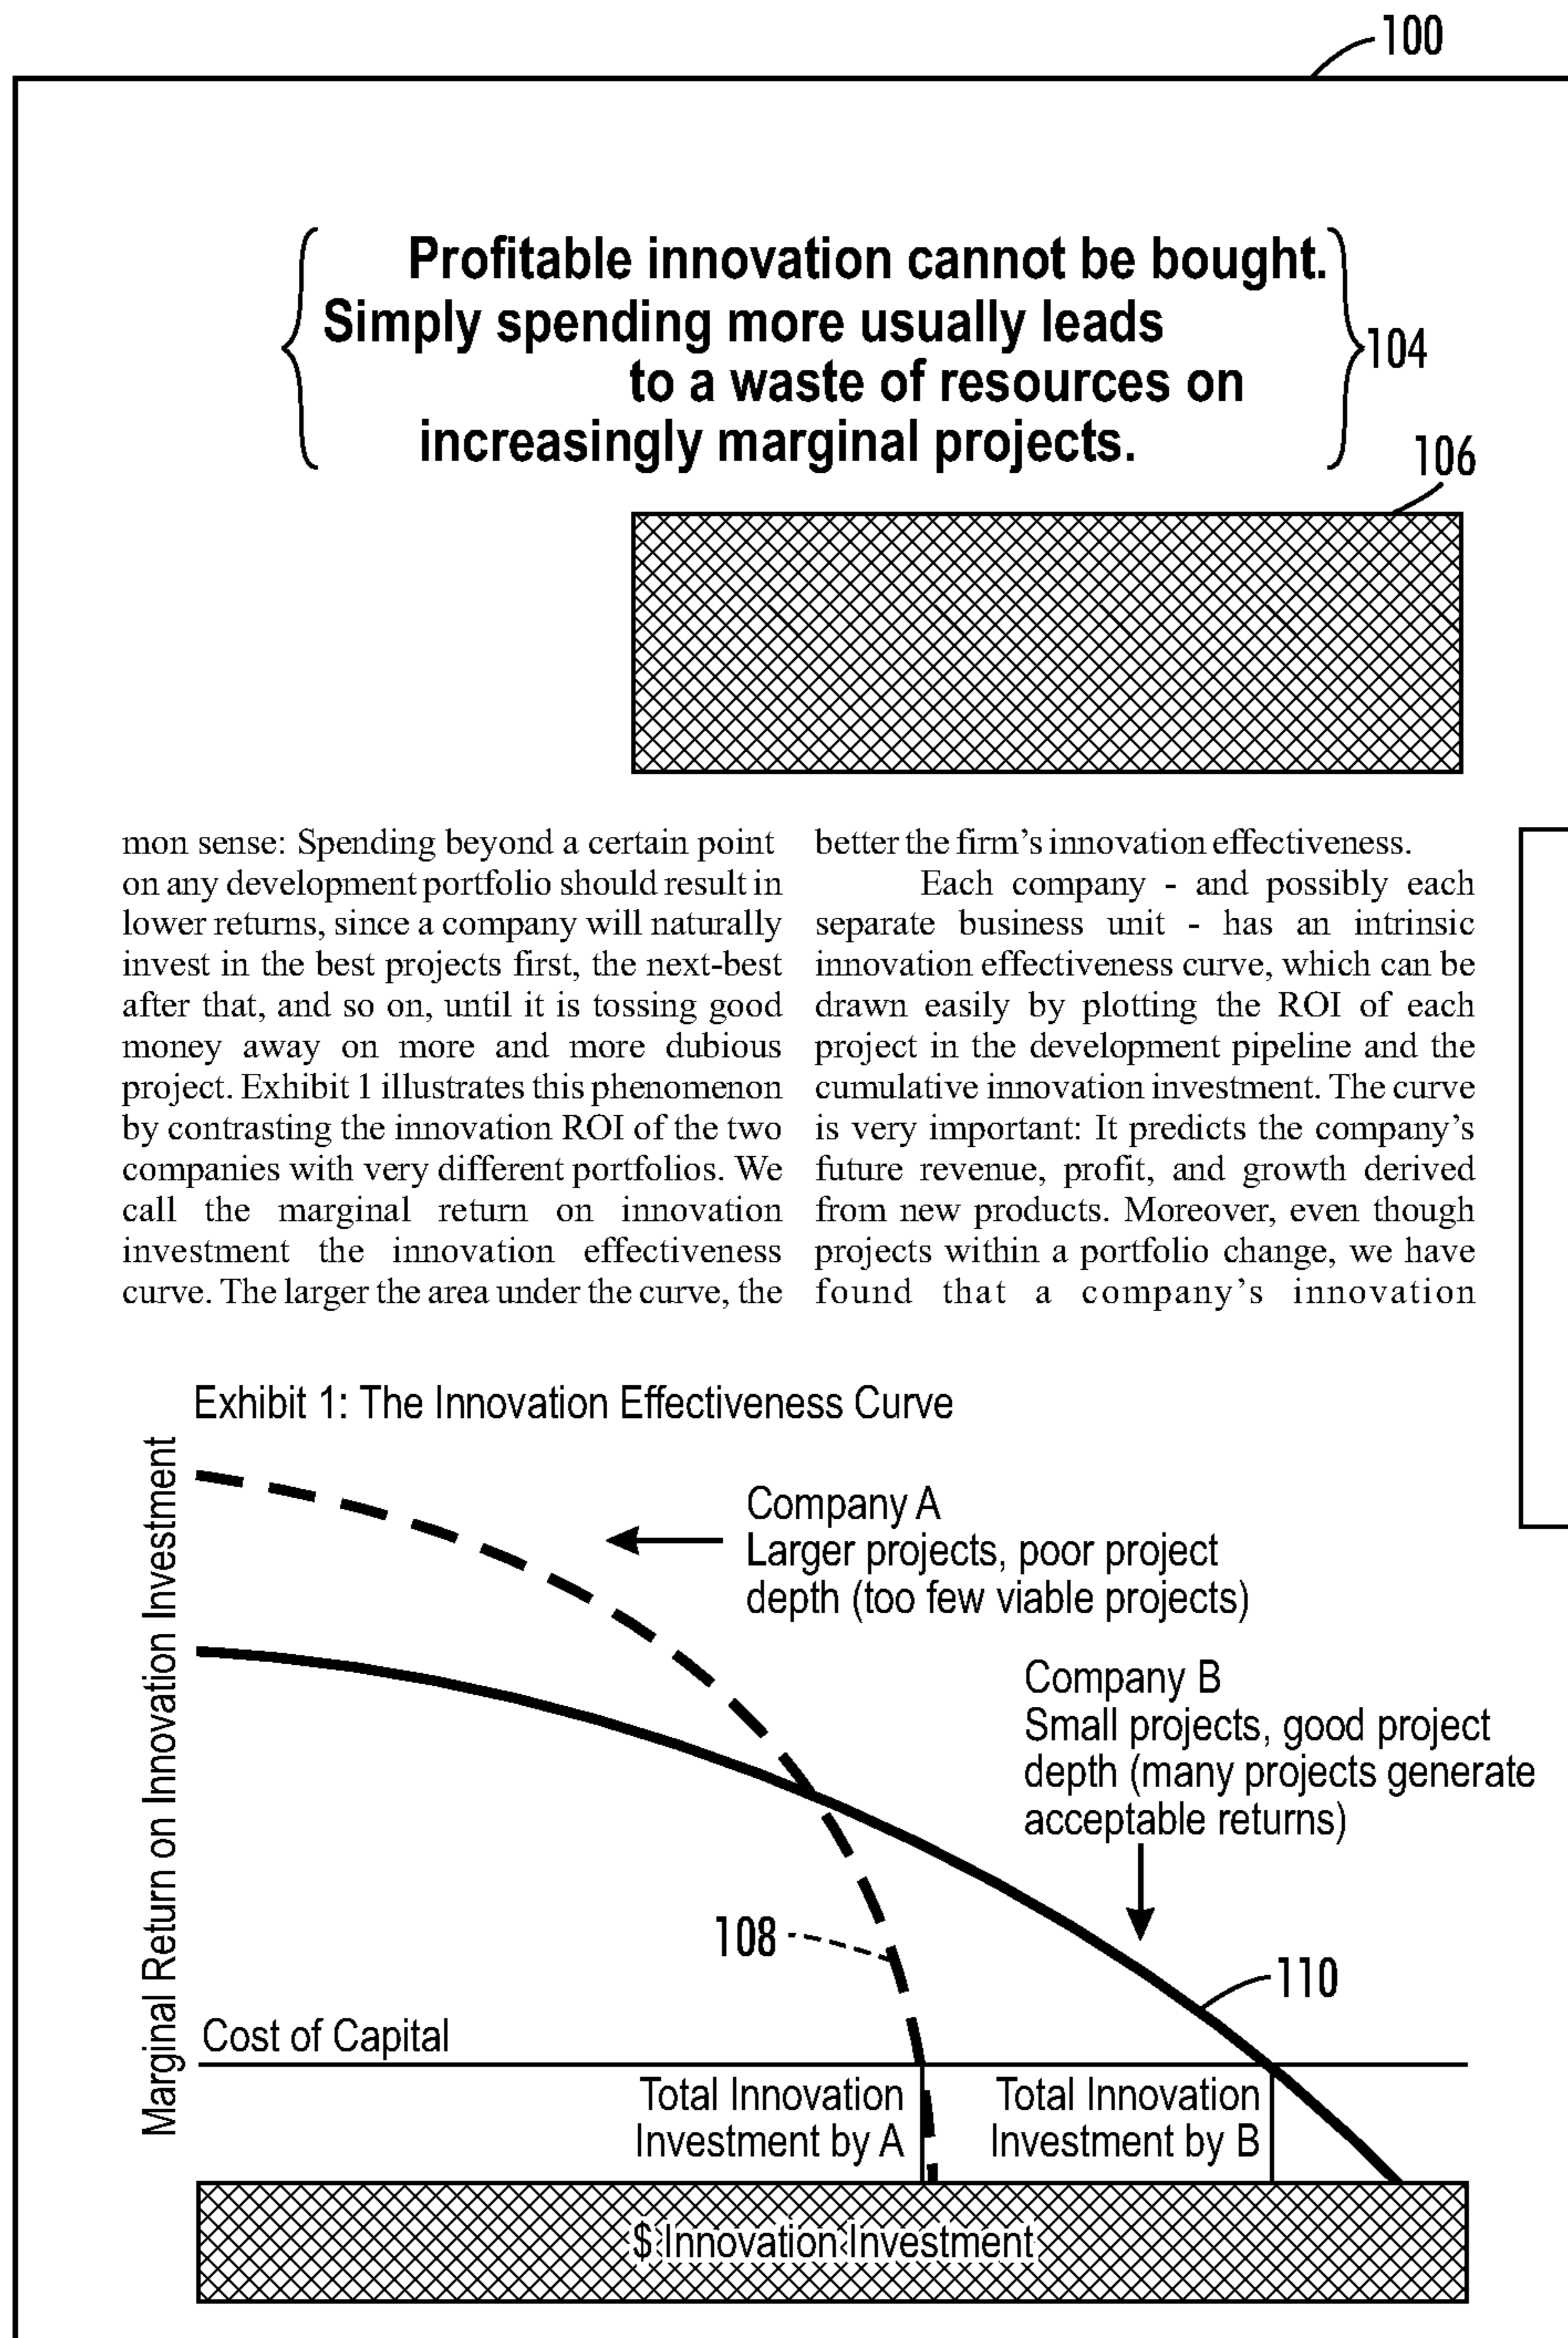 100
Profitable innovation cannot be bought.
Simply spending more usually leads
to a waste of resources on
increasingly marginal projects.
104
106
mon sense: Spending beyond a certain point
on any development portfolio should result in
lower returns, since a company will naturally
invest in the best projects first, the next-best
after that, and so on, until it is tossing good
money away on more and more dubious
project. Exhibit 1 illustrates this phenomenon
by contrasting the innovation ROI of the two
companies with very different portfolios. We
call the marginal return on innovation
investment the innovation effectiveness
curve. The larger the area under the curve, the
better the firm's innovation effectiveness.
Each company - and possibly each
separate business unit - has an intrinsic
innovation effectiveness curve, which can be
drawn easily by plotting the ROI of each
project in the development pipeline and the
cumulative innovation investment. The curve
is very important: It predicts the company's
future revenue, profit, and growth derived
from new products. Moreover, even though
projects within a portfolio change, we have
found that a company's innovation
Exhibit 1: The Innovation Effectiveness Curve
Marginal Return on Innovation Investment
Company A
Larger projects, poor project
depth (too few viable projects)
Company B
Small projects, good project
depth (many projects generate
acceptable returns)
108
110
Cost of Capital
Total Innovation
Investment by A
Total Innovation
Investment by B
$ Innovation Investment